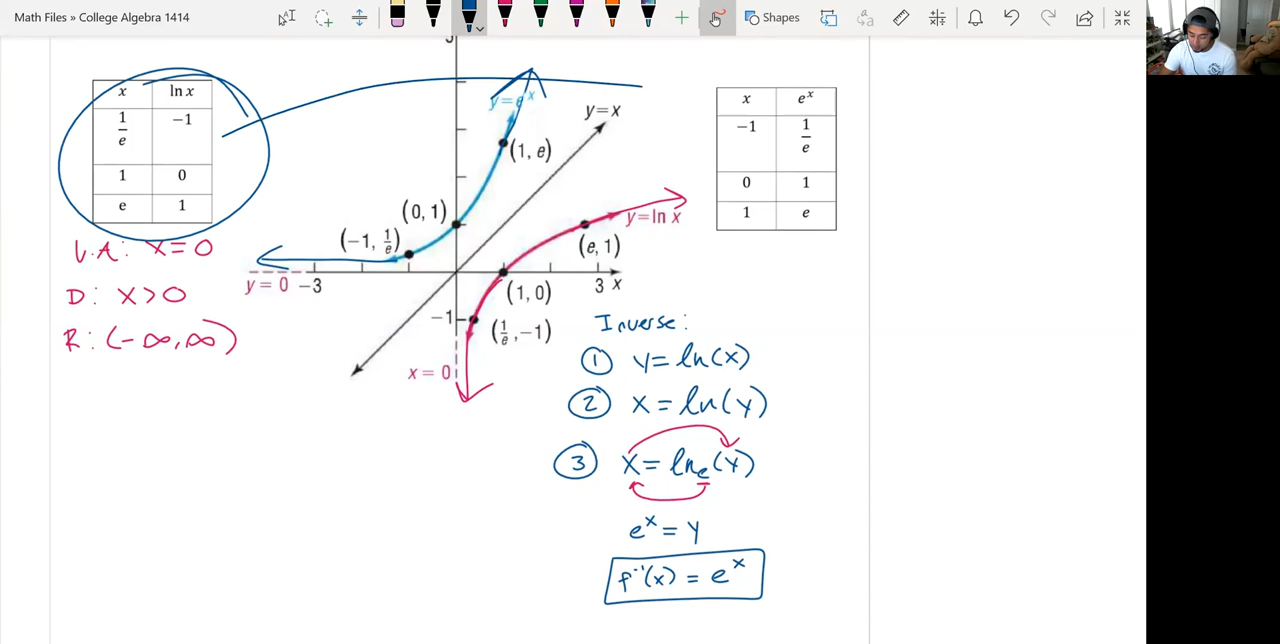 Math Files » College Algebra 1414
Shapes
x ln x
1/e −1
1 0
e 1
V.A: x=0
D: x>0
R: (-∞,∞)
y=e^x
y=x
(1, e)
(0, 1)
(−1, 1/e)
y=ln x
(e, 1)
y = 0 −3
3 x
(1, 0)
−1
(1/e, −1)
x = 0
x e^x
−1 1/e
0 1
1 e
Inverse:
① y=ln(x)
② x=ln(y)
③ x=ln_e(y)
e^x = y
f^-1(x) = e^x